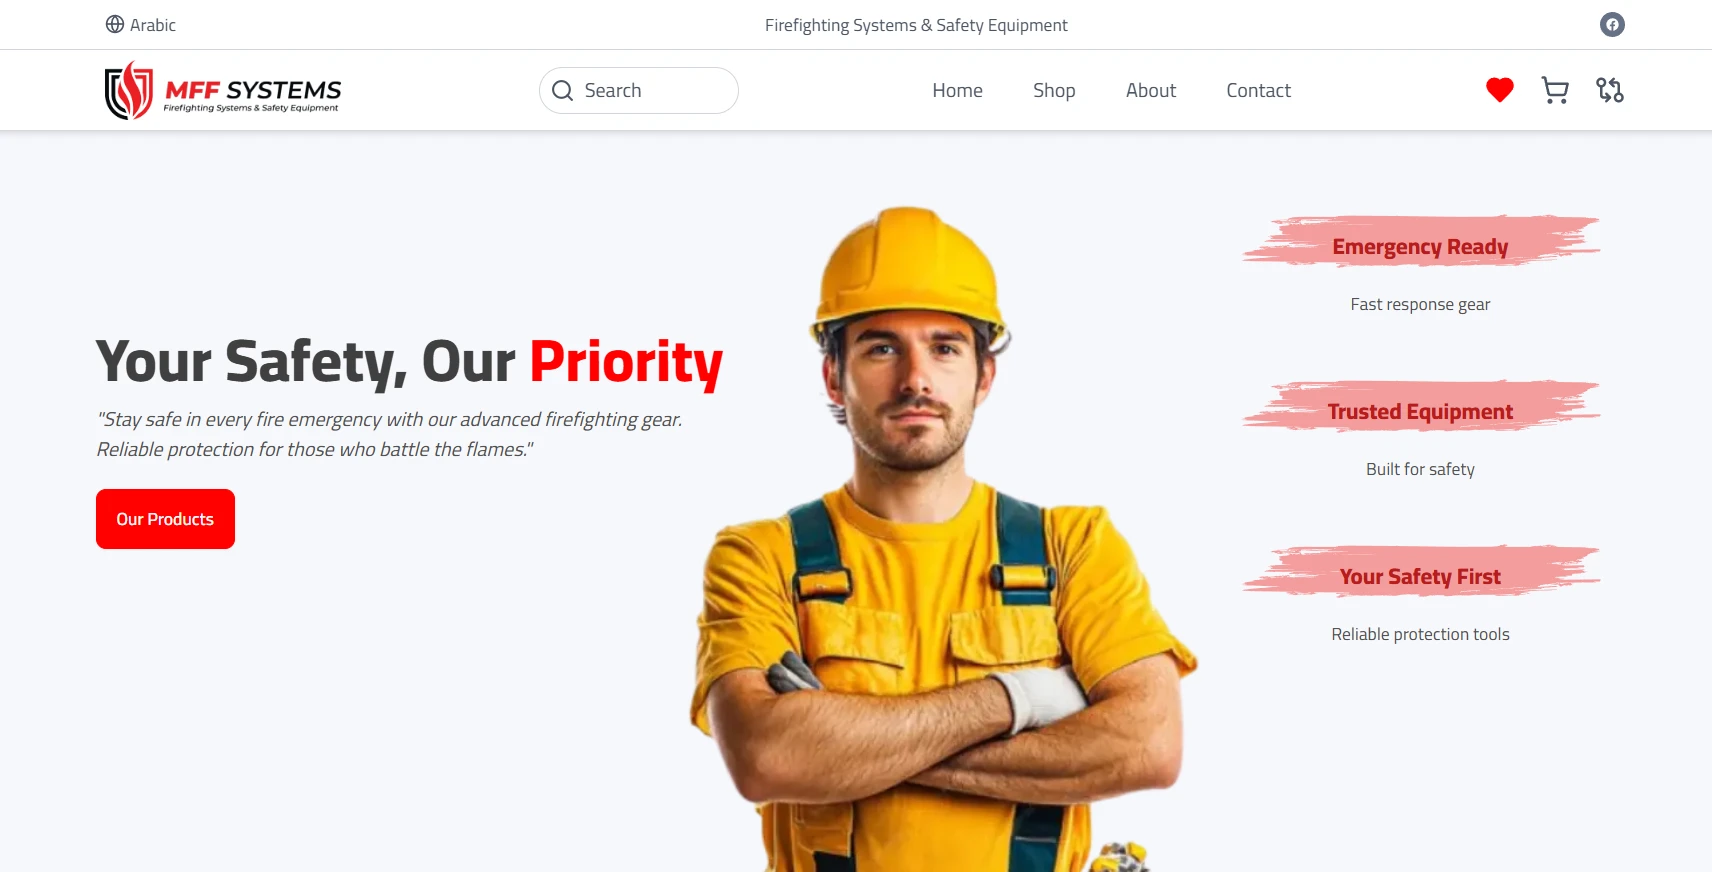 Arabic
Firefighting Systems & Safety Equipment
MFF SYSTEMS
Firefighting Systems & Safety Equipment
Search
Home
Shop
About
Contact
Your Safety, Our Priority
"Stay safe in every fire emergency with our advanced firefighting gear.
Reliable protection for those who battle the flames."
Our Products
Emergency Ready
Fast response gear
Trusted Equipment
Built for safety
Your Safety First
Reliable protection tools